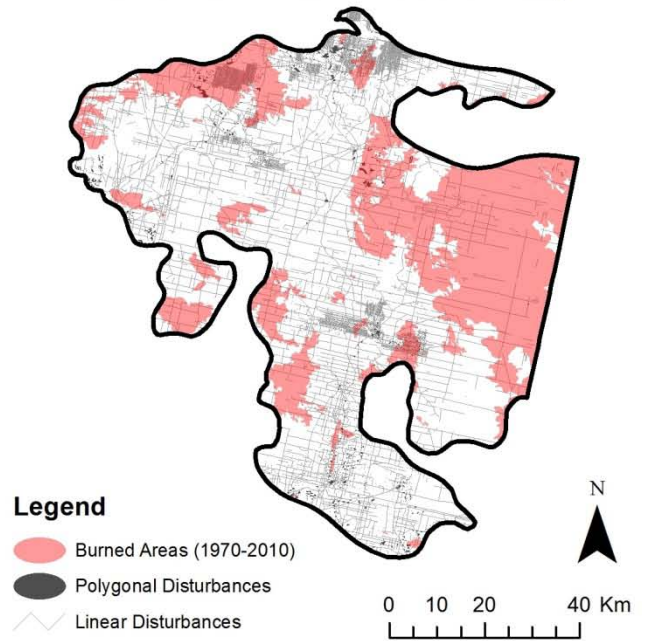 Legend
Burned Areas (1970-2010)
Polygonal Disturbances
Linear Disturbances
N
0 10 20 40 Km